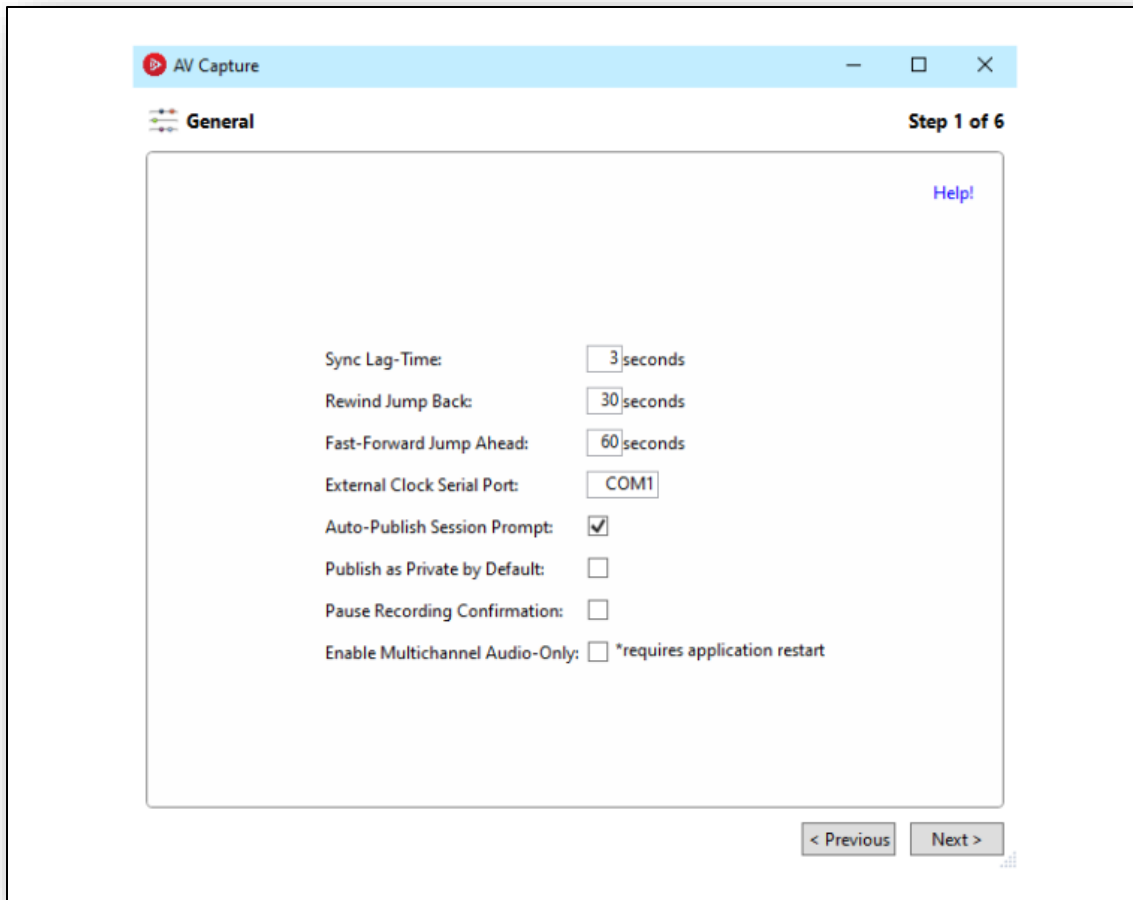 AV Capture
General
Step 1 of 6
Help!
Sync Lag-Time: 3 seconds
Rewind Jump Back: 30 seconds
Fast-Forward Jump Ahead: 60 seconds
External Clock Serial Port: COM1
Auto-Publish Session Prompt:
Publish as Private by Default:
Pause Recording Confirmation:
Enable Multichannel Audio-Only: *requires application restart
< Previous Next >